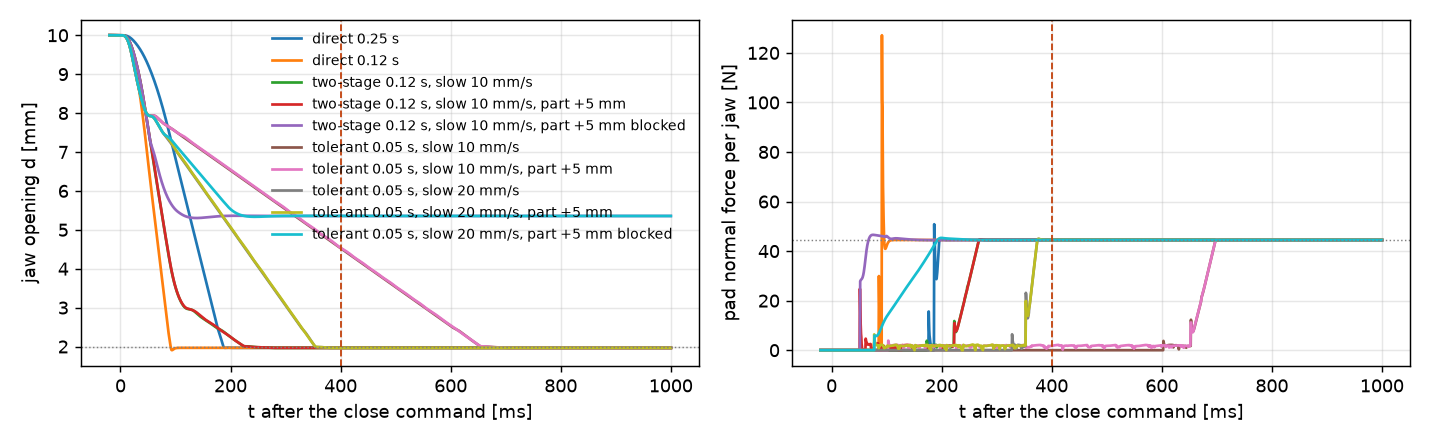 jaw opening d [mm]
10
9
8
7
6
5
4
3
2
0
200
400
600
800
1000
t after the close command [ms]
direct 0.25 s
direct 0.12 s
two-stage 0.12 s, slow 10 mm/s
two-stage 0.12 s, slow 10 mm/s, part +5 mm
two-stage 0.12 s, slow 10 mm/s, part +5 mm blocked
tolerant 0.05 s, slow 10 mm/s
tolerant 0.05 s, slow 10 mm/s, part +5 mm
tolerant 0.05 s, slow 20 mm/s
tolerant 0.05 s, slow 20 mm/s, part +5 mm
tolerant 0.05 s, slow 20 mm/s, part +5 mm blocked
pad normal force per jaw [N]
120
100
80
60
40
20
0
0
200
400
600
800
1000
t after the close command [ms]